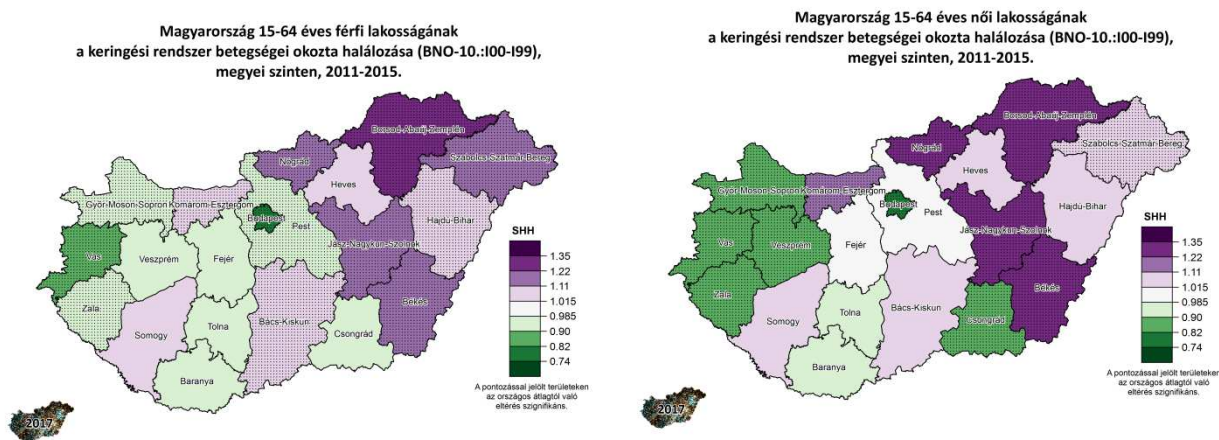 Magyarország 15-64 éves férfi lakosságának
a keringési rendszer betegségei okozta halálozása (BNO-10.:I00-I99),
megyei szinten, 2011-2015.
Borsod-Abaúj-Zemplén
Nógrád
Szabolcs-Szatmár-Bereg
Heves
Győr-Moson-Sopron
Komárom-Esztergom
Hajdú-Bihar
Budapest
Pest
Jász-Nagykun-Szolnok
Vas
Veszprém
Fejér
Békés
Zala
Tolna
Bács-Kiskun
Csongrád
Somogy
Baranya
SHH
1.35
1.22
1.11
1.015
0.985
0.90
0.82
0.74
A pontozással jelölt területeken
az országos átlagtól való
eltérés szignifikáns.
2017
Magyarország 15-64 éves női lakosságának
a keringési rendszer betegségei okozta halálozása (BNO-10.:I00-I99),
megyei szinten, 2011-2015.
Borsod-Abaúj-Zemplén
Nógrád
Szabolcs-Szatmár-Bereg
Heves
Győr-Moson-Sopron
Komárom-Esztergom
Hajdú-Bihar
Budapest
Pest
Jász-Nagykun-Szolnok
Vas
Veszprém
Fejér
Békés
Zala
Tolna
Bács-Kiskun
Csongrád
Somogy
Baranya
SHH
1.35
1.22
1.11
1.015
0.985
0.90
0.82
0.74
A pontozással jelölt területeken
az országos átlagtól való
eltérés szignifikáns.
2017